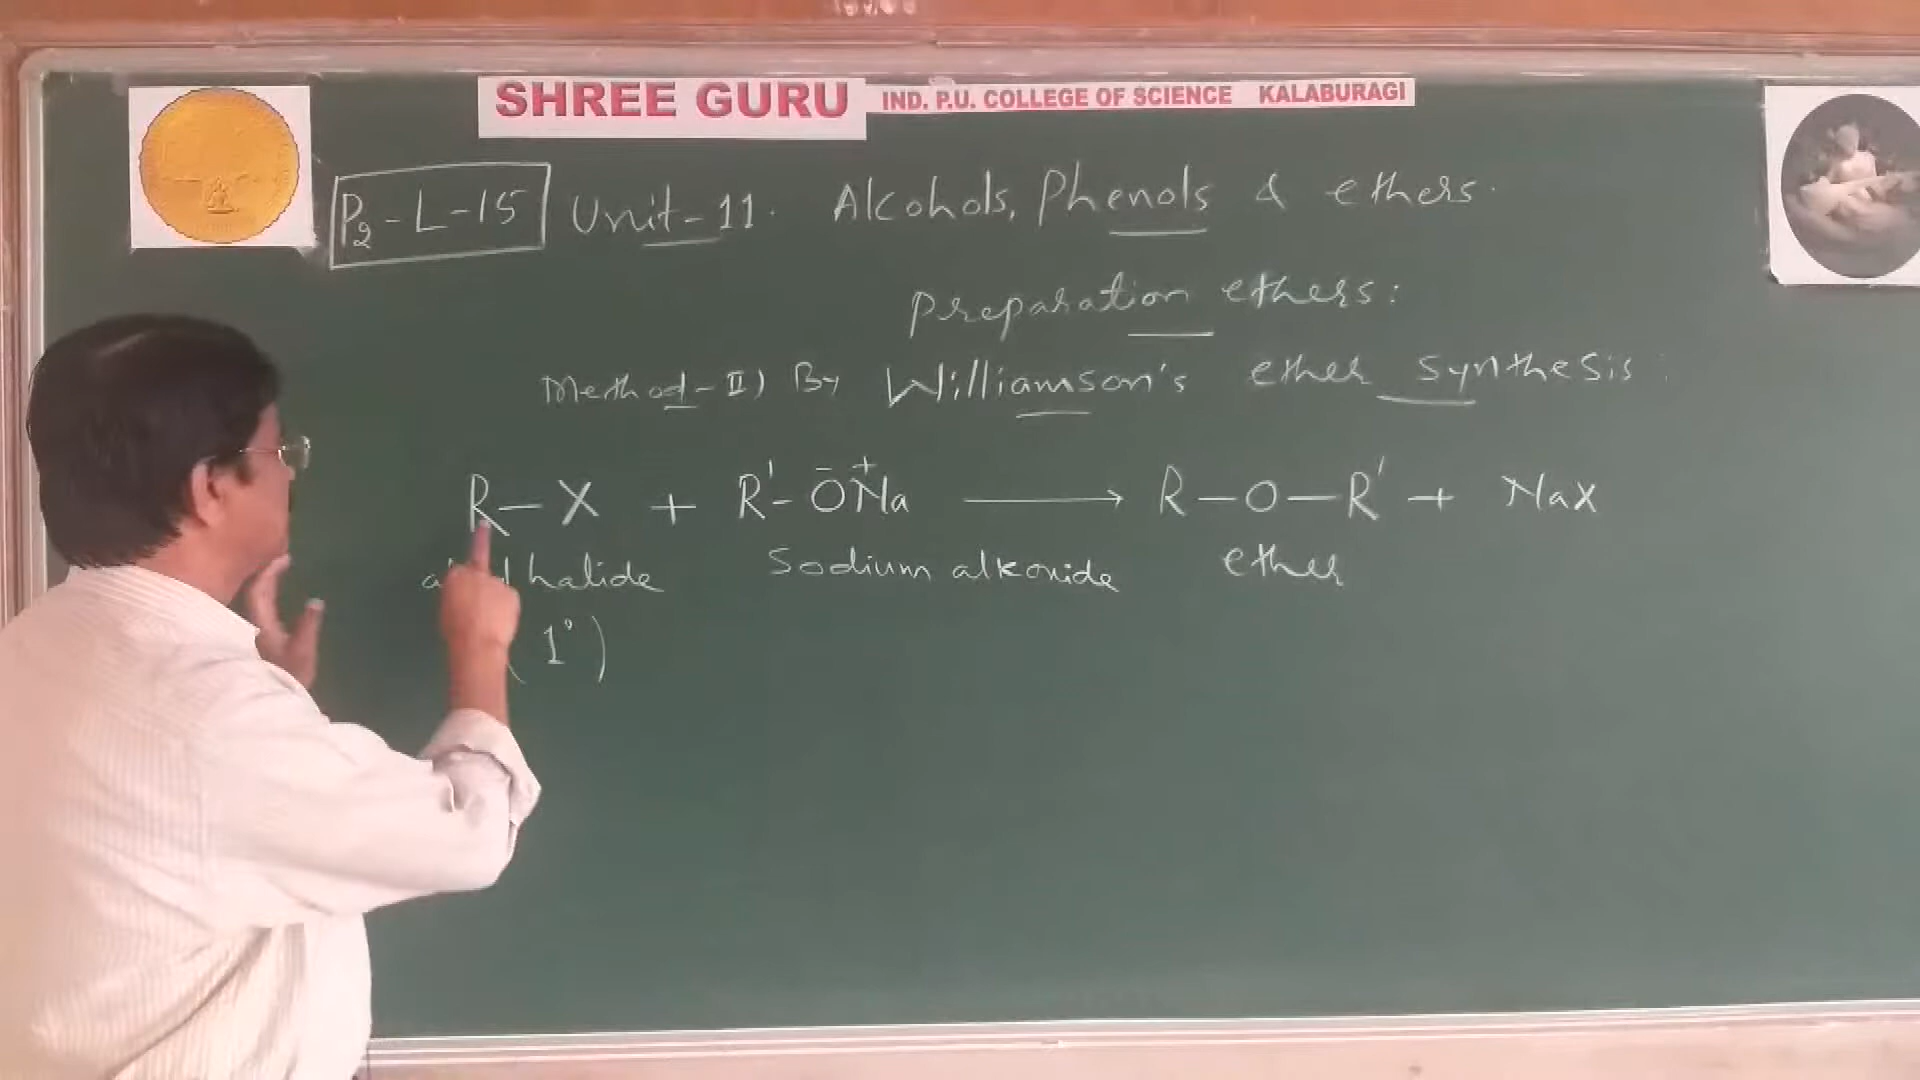 SHREE GURU IND. P.U. COLLEGE OF SCIENCE KALABURAGI
P2-L-15 Unit-11. Alcohols, Phenols & ethers.
Preparation ethers:
Method-II) By Williamson's ether synthesis:
R-X + R'-O⁻Na⁺ → R-O-R' + NaX
halide Sodium alkoxide ether
(1°)